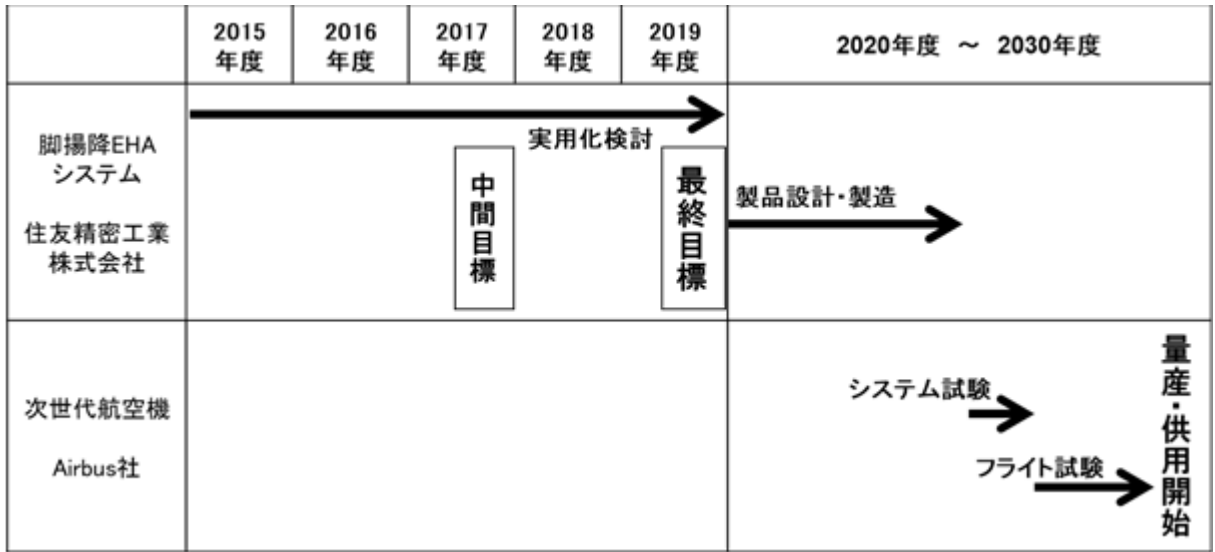 2015
年度
2016
年度
2017
年度
2018
年度
2019
年度
2020年度 ～ 2030年度
脚揚降EHA
システム
住友精密工業
株式会社
実用化検討
中間目標
最終目標
製品設計・製造
次世代航空機
Airbus社
システム試験
フライト試験
量産・供用開始